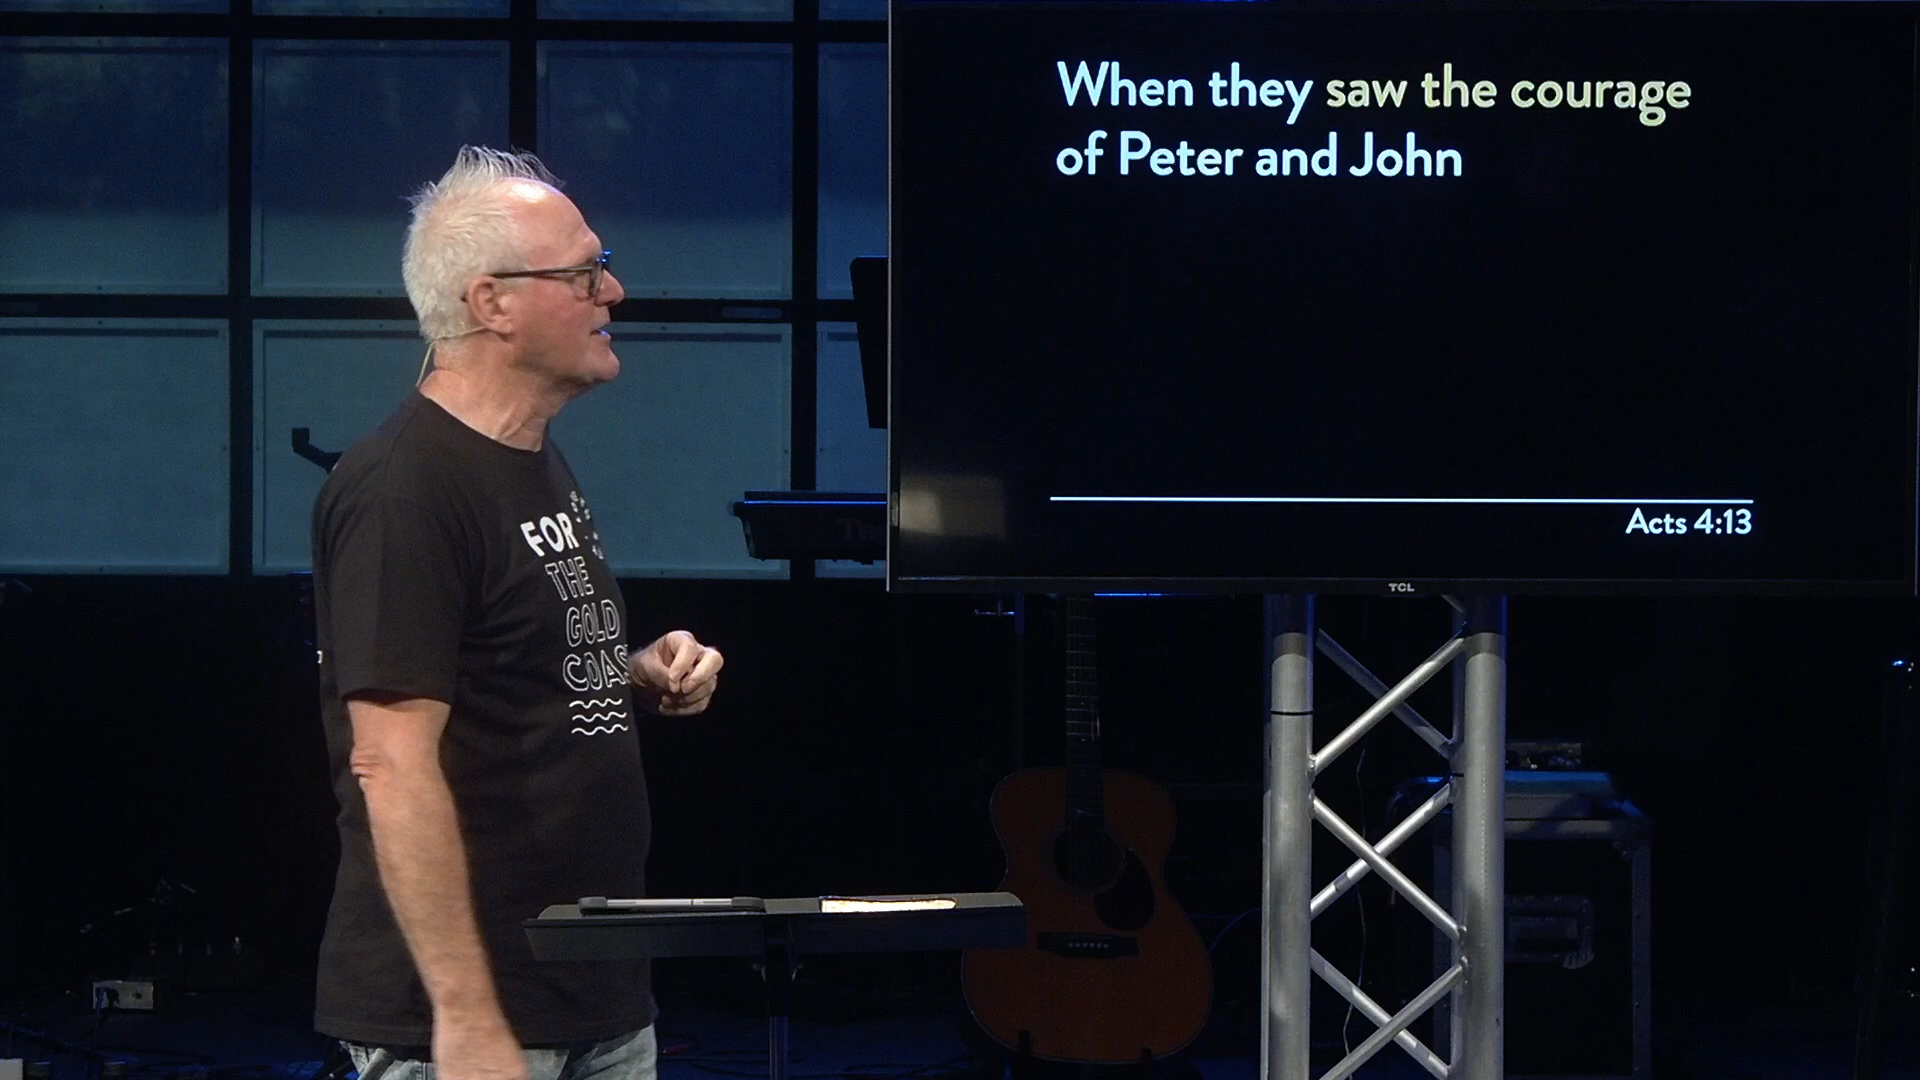 When they saw the courage
of Peter and John
Acts 4:13
TCL
FOR
THE
GOLD
COAS